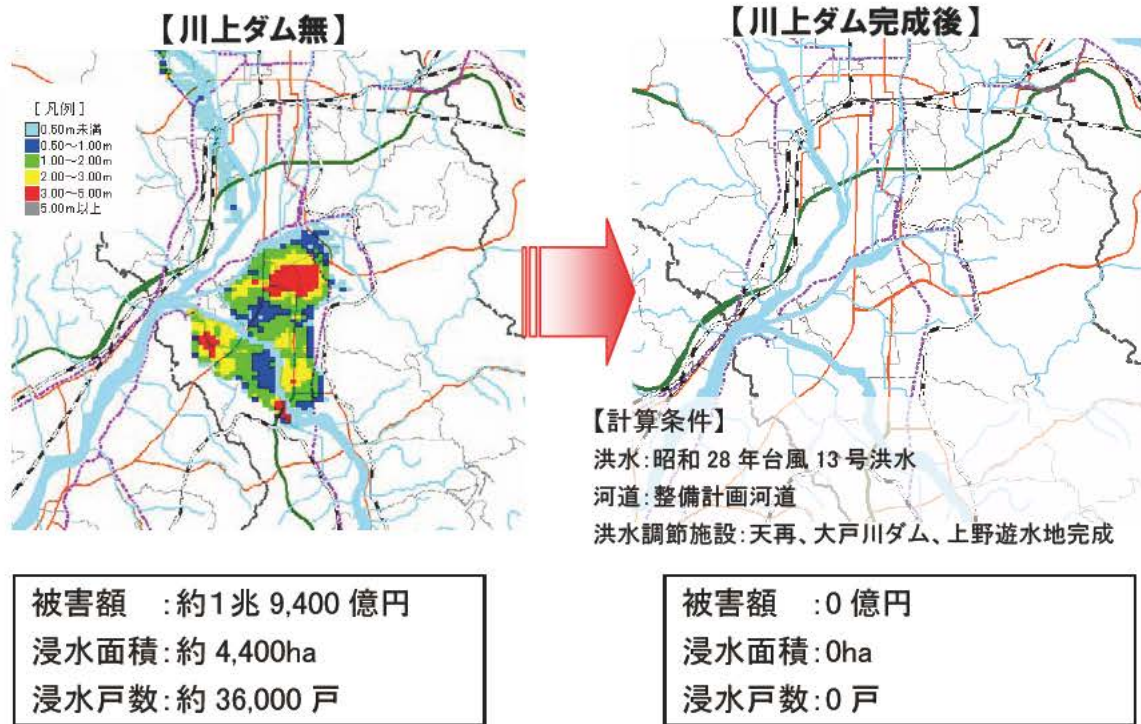 【川上ダム無】
[凡例]
0.50m未満
0.50~1.00m
1.00~2.00m
2.00~3.00m
3.00~5.00m
5.00m以上
被害額 :約1兆 9,400 億円
浸水面積:約 4,400ha
浸水戸数:約 36,000 戸
【川上ダム完成後】
【計算条件】
洪水:昭和 28 年台風 13 号洪水
河道:整備計画河道
洪水調節施設:天再、大戸川ダム、上野遊水地完成
被害額 :0 億円
浸水面積:0ha
浸水戸数:0 戸